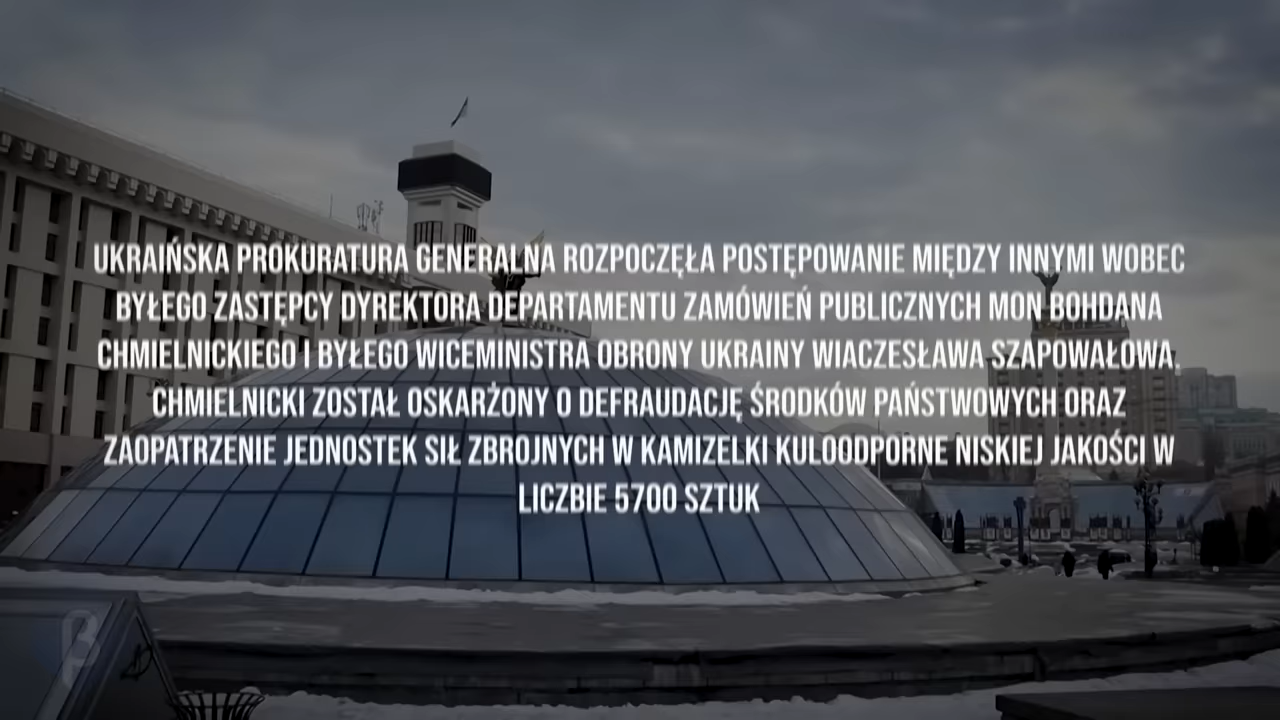 UKRAIŃSKA PROKURATURA GENERALNA ROZPOCZĘŁA POSTĘPOWANIE MIĘDZY INNYMI WOBEC
BYŁEGO ZASTĘPCY DYREKTORA DEPARTAMENTU ZAMÓWIEŃ PUBLICZNYCH MON BOHDANA
CHMIELNICKIEGO I BYŁEGO WICEMINISTRA OBRONY UKRAINY WIACZESŁAWA SZAPOWAŁOWA.
CHMIELNICKI ZOSTAŁ OSKARŻONY O DEFRAUDACJĘ ŚRODKÓW PAŃSTWOWYCH ORAZ
ZAOPATRZENIE JEDNOSTEK SIŁ ZBROJNYCH W KAMIZELKI KULOODPORNE NISKIEJ JAKOŚCI W
LICZBIE 5700 SZTUK